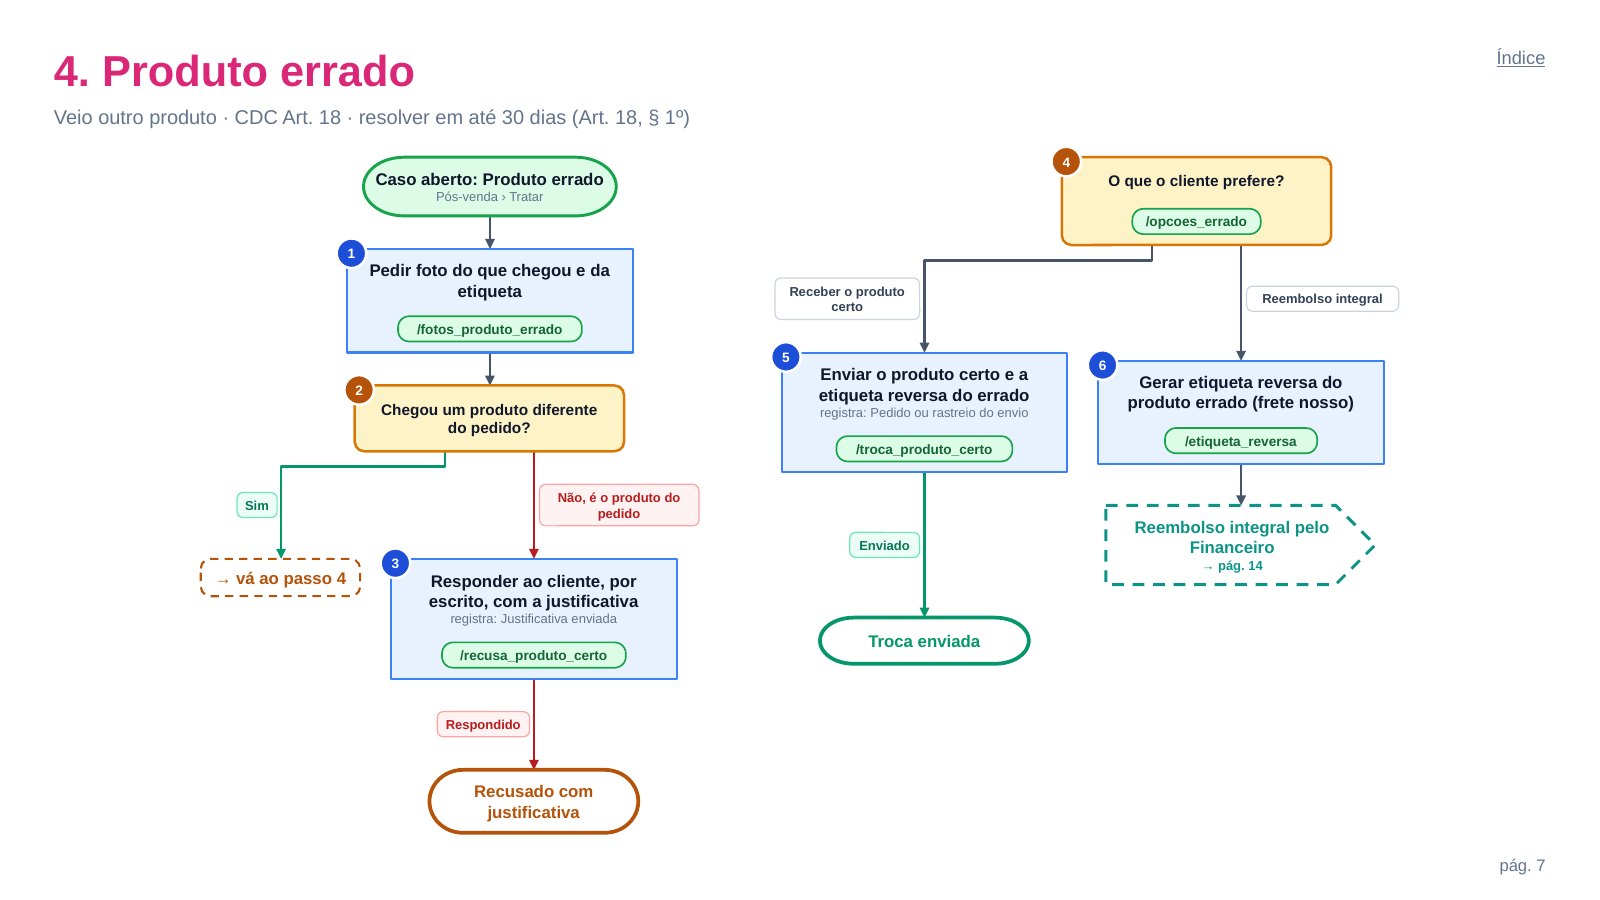 4. Produto errado
Índice
Veio outro produto · CDC Art. 18 · resolver em até 30 dias (Art. 18, § 1º)
Caso aberto: Produto errado
Pós-venda › Tratar
1
Pedir foto do que chegou e da
etiqueta
/fotos_produto_errado
2
Chegou um produto diferente
do pedido?
Sim
Não, é o produto do
pedido
→ vá ao passo 4
3
Responder ao cliente, por
escrito, com a justificativa
registra: Justificativa enviada
/recusa_produto_certo
Respondido
Recusado com
justificativa
4
O que o cliente prefere?
/opcoes_errado
Receber o produto
certo
Reembolso integral
5
Enviar o produto certo e a
etiqueta reversa do errado
registra: Pedido ou rastreio do envio
/troca_produto_certo
6
Gerar etiqueta reversa do
produto errado (frete nosso)
/etiqueta_reversa
Enviado
Reembolso integral pelo
Financeiro
→ pág. 14
Troca enviada
pág. 7